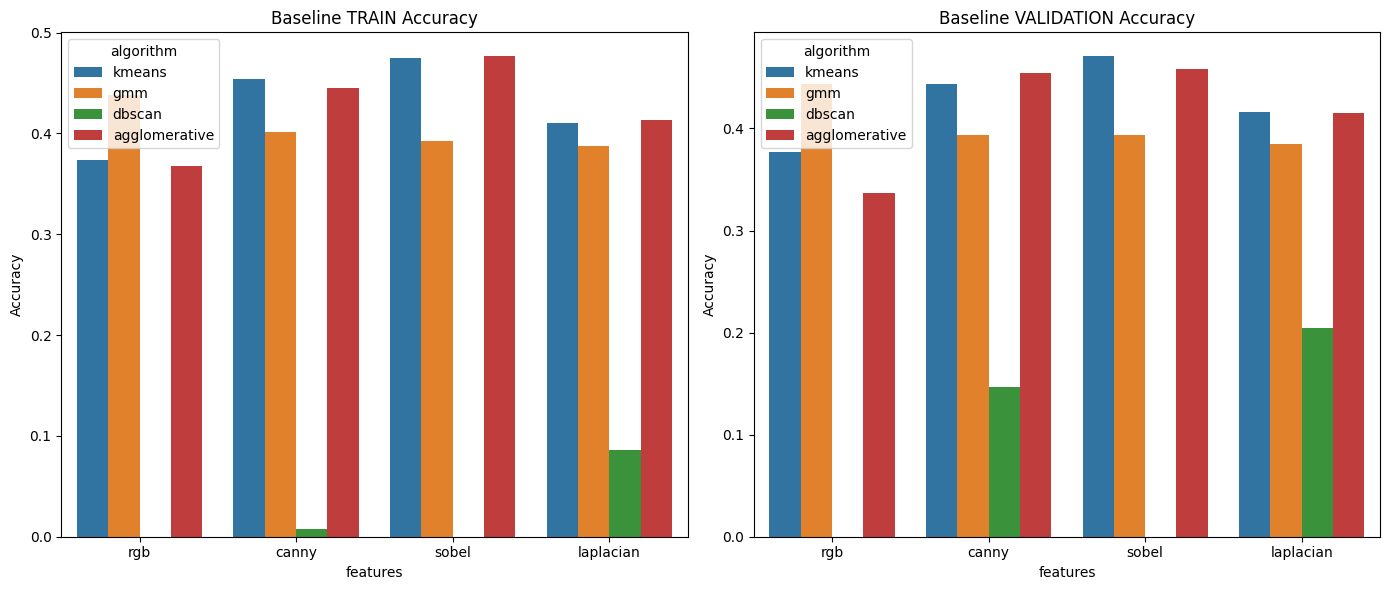 Baseline TRAIN Accuracy
0.5
0.4
0.3
0.2
0.1
0.0
Accuracy
algorithm
kmeans
gmm
dbscan
agglomerative
rgb canny sobel laplacian
features
Baseline VALIDATION Accuracy
0.4
0.3
0.2
0.1
0.0
Accuracy
algorithm
kmeans
gmm
dbscan
agglomerative
rgb canny sobel laplacian
features